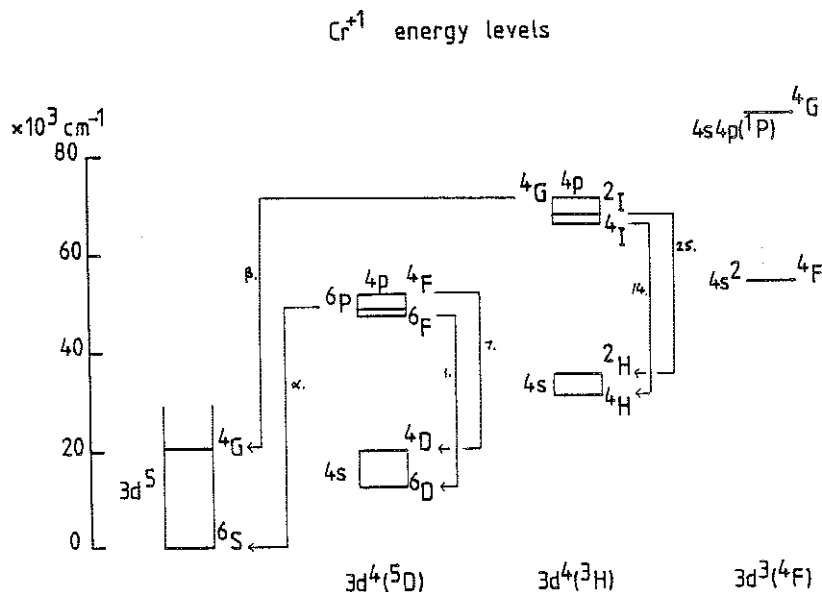 Cr⁺¹ energy levels
×10³ cm⁻¹
80
60
40
20
0
3d⁵
⁴G
⁶S
β.
α.
⁶P 4p ⁴F
⁶F
7.
1.
4s ⁴D
⁶D
3d⁴(⁵D)
⁴G 4p ²I
⁴I
25.
14.
²H
4s ⁴H
3d⁴(³H)
⁴G
4s4p(¹P)
4s² ⁴F
3d³(⁴F)